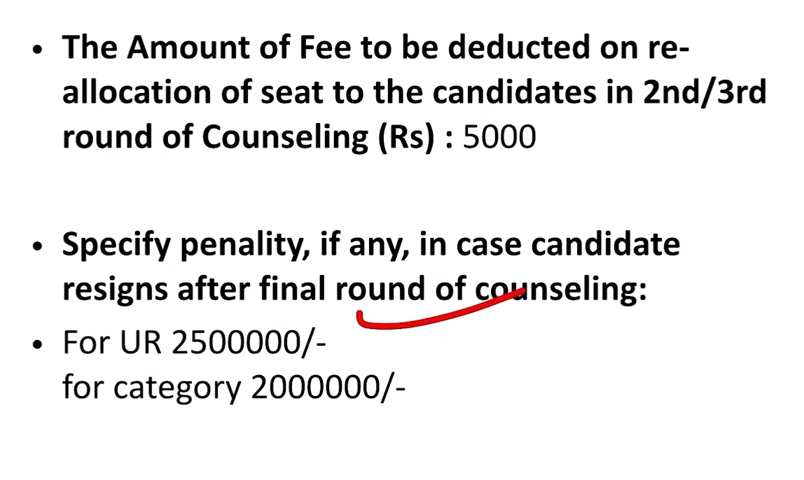 • The Amount of Fee to be deducted on re-
allocation of seat to the candidates in 2nd/3rd
round of Counseling (Rs) : 5000
• Specify penality, if any, in case candidate
resigns after final round of counseling:
• For UR 2500000/-
for category 2000000/-